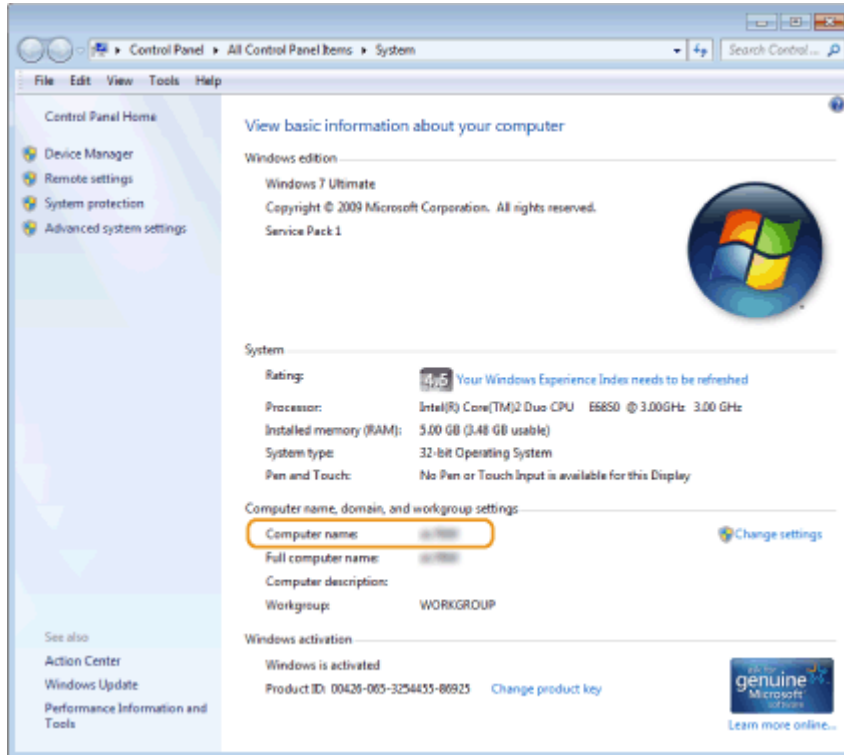 Control Panel ▸ All Control Panel Items ▸ System
Search Control ...
File Edit View Tools Help
Control Panel Home
Device Manager
Remote settings
System protection
Advanced system settings
See also
Action Center
Windows Update
Performance Information and
Tools
View basic information about your computer
Windows edition
Windows 7 Ultimate
Copyright © 2009 Microsoft Corporation. All rights reserved.
Service Pack 1
System
Rating: 4,5 Your Windows Experience Index needs to be refreshed
Processor: Intel(R) Core(TM)2 Duo CPU E6850 @ 3.00GHz 3.00 GHz
Installed memory (RAM): 5.00 GB (3.48 GB usable)
System type: 32-bit Operating System
Pen and Touch: No Pen or Touch Input is available for this Display
Computer name, domain, and workgroup settings
Computer name:
Change settings
Full computer name:
Computer description:
Workgroup: WORKGROUP
Windows activation
Windows is activated
Product ID: 00426-065-3254455-86925 Change product key
ask for
genuine
Microsoft
software
Learn more online...